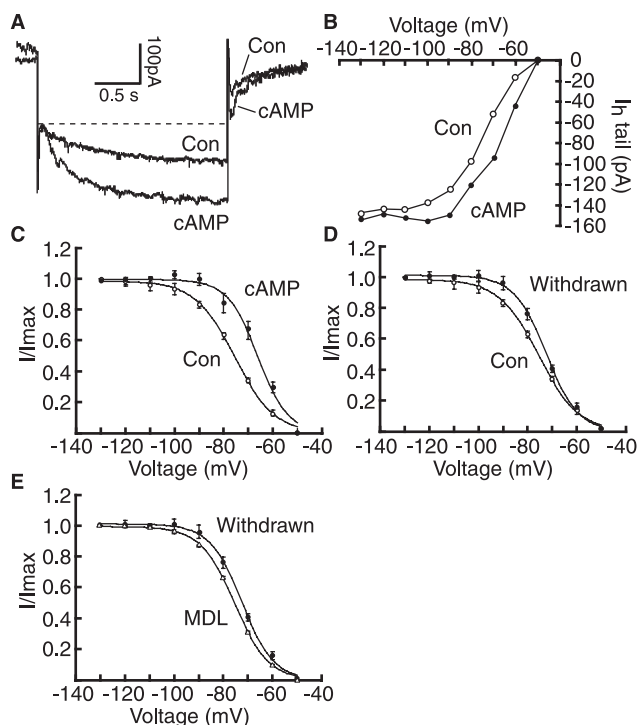 A
100pA
0.5 s
Con
cAMP
Con
cAMP
B
Voltage (mV)
-140 -120 -100 -80 -60
0
-20
-40
-60
-80
-100
-120
-140
-160
Ih tail (pA)
Con
cAMP
C
1.2
1.0
0.8
0.6
0.4
0.2
I/Imax
cAMP
Con
-140 -120 -100 -80 -60 -40
Voltage (mV)
D
1.2
1.0
0.8
0.6
0.4
0.2
I/Imax
Withdrawn
Con
-140 -120 -100 -80 -60 -40
Voltage (mV)
E
1.2
1.0
0.8
0.6
0.4
0.2
I/Imax
Withdrawn
MDL
-140 -120 -100 -80 -60 -40
Voltage (mV)